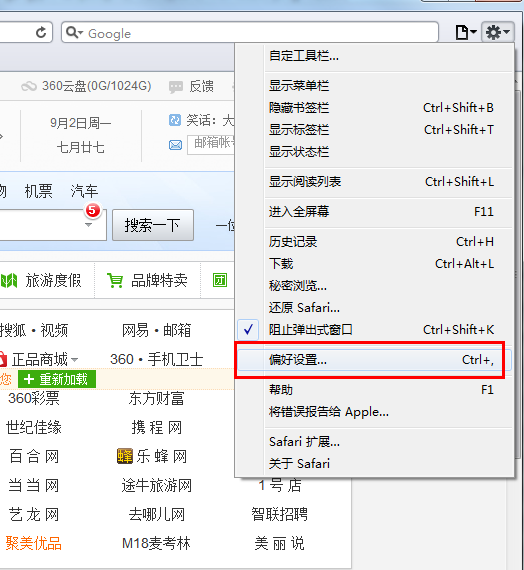 Google
自定工具栏...
360云盘(0G/1024G) 反馈
显示菜单栏
隐藏书签栏 Ctrl+Shift+B
9月2日周一 笑话：大
显示标签栏 Ctrl+Shift+T
七月廿七 邮箱帐号
显示状态栏
显示阅读列表 Ctrl+Shift+L
机票 汽车
进入全屏幕 F11
5
搜索一下 一位
历史记录 Ctrl+H
下载 Ctrl+Alt+L
旅游度假 品牌特卖 团
秘密浏览...
还原 Safari...
搜狐·视频 网易·邮箱
阻止弹出式窗口 Ctrl+Shift+K
正品商城 360·手机卫士
偏好设置... Ctrl+,
您 + 重新加载
帮助 F1
360彩票 东方财富
将错误报告给 Apple...
世纪佳缘 携程网
Safari 扩展...
百合网 蜂 乐蜂网
关于 Safari
当当网 途牛旅游网 1号店
艺龙网 去哪儿网 智联招聘
聚美优品 M18麦考林 美丽说